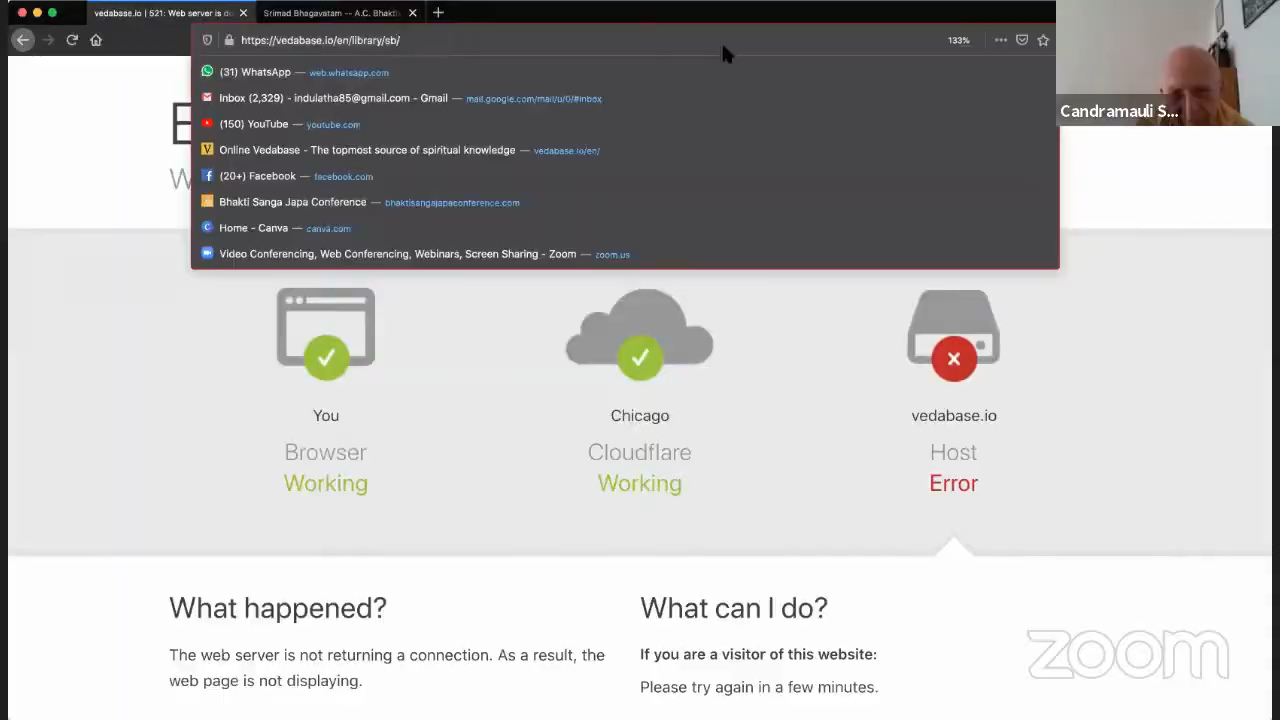 vedabase.io | 521: Web server is do
Srimad Bhagavatam -- A.C. Bhakti
https://vedabase.io/en/library/sb/
133%
(31) WhatsApp — web.whatsapp.com
Inbox (2,329) - indulatha85@gmail.com - Gmail — mail.google.com/mail/u/0/#inbox
(150) YouTube — youtube.com
Online Vedabase - The topmost source of spiritual knowledge — vedabase.io/en/
(20+) Facebook — facebook.com
Bhakti Sanga Japa Conference — bhaktisangajapaconference.com
Home - Canva — canva.com
Video Conferencing, Web Conferencing, Webinars, Screen Sharing - Zoom — zoom.us
Candramauli S...
E
W
You
Chicago
vedabase.io
Browser
Cloudflare
Host
Working
Working
Error
What happened?
What can I do?
The web server is not returning a connection. As a result, the
web page is not displaying.
If you are a visitor of this website:
Please try again in a few minutes.
zoom